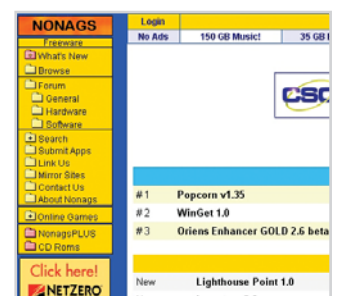 NONAGS
Freeware
What's New
Browse
Forum
General
Hardware
Software
Search
Submit Apps
Link Us
Mirror Sites
Contact Us
About Nonags
Online Games
NonagsPLUS
CD Roms
Click here!
NETZERO
Login
No Ads 150 GB Music! 35 GB
CSC
#1 Popcorn v1.35
#2 WinGet 1.0
#3 Oriens Enhancer GOLD 2.6 beta
New Lighthouse Point 1.0